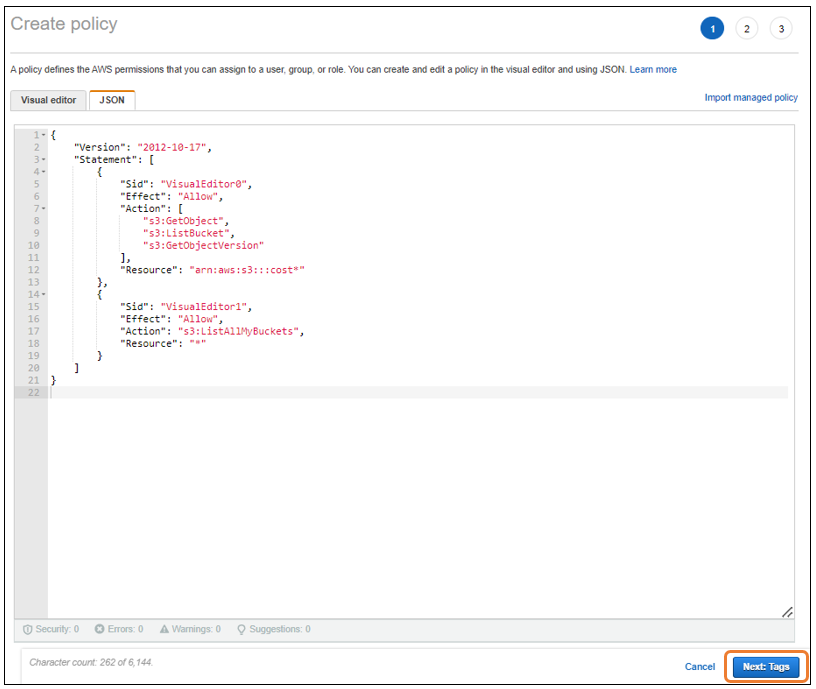 Create policy
1 2 3
A policy defines the AWS permissions that you can assign to a user, group, or role. You can create and edit a policy in the visual editor and using JSON. Learn more
Visual editor JSON Import managed policy
1 {
2 "Version": "2012-10-17",
3 "Statement": [
4 {
5 "Sid": "VisualEditor0",
6 "Effect": "Allow",
7 "Action": [
8 "s3:GetObject",
9 "s3:ListBucket",
10 "s3:GetObjectVersion"
11 ],
12 "Resource": "arn:aws:s3:::cost*"
13 },
14 {
15 "Sid": "VisualEditor1",
16 "Effect": "Allow",
17 "Action": "s3:ListAllMyBuckets",
18 "Resource": "*"
19 }
20 ]
21 }
22
Security: 0 Errors: 0 Warnings: 0 Suggestions: 0
Character count: 262 of 6,144.
Cancel Next: Tags